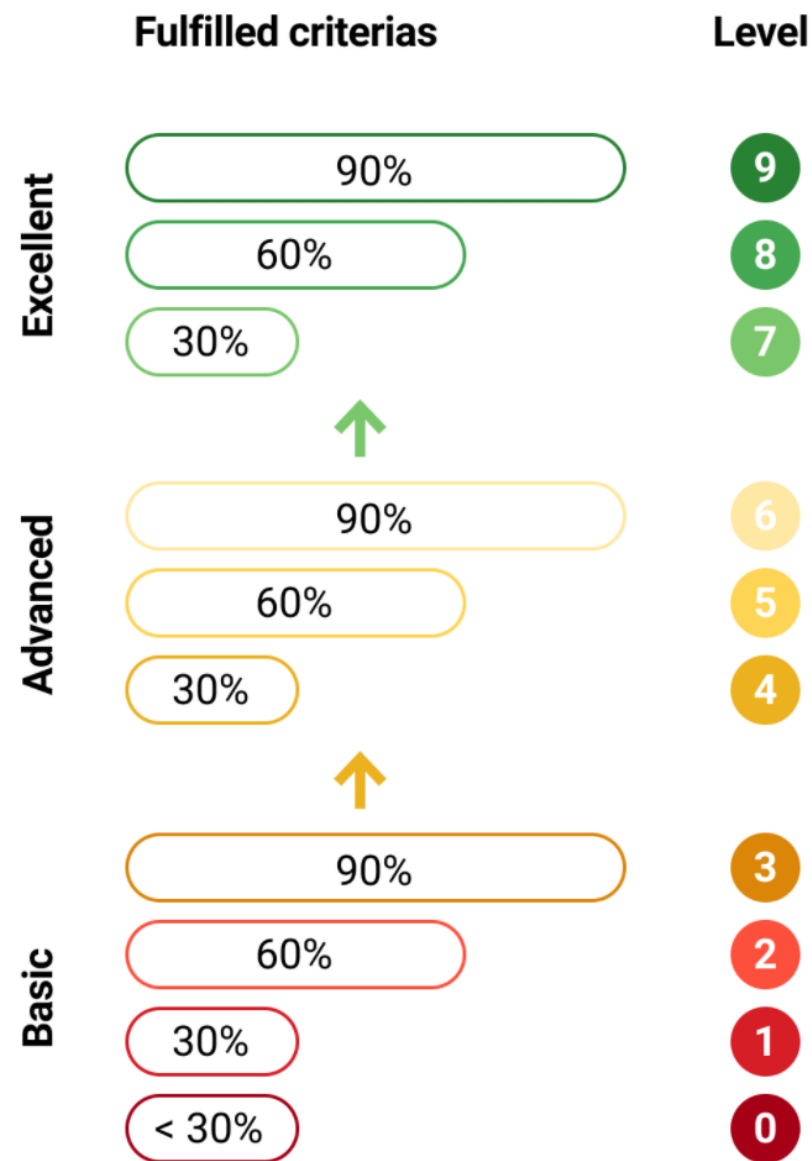 Fulfilled criterias Level
Excellent
90% 9
60% 8
30% 7
Advanced
90% 6
60% 5
30% 4
Basic
90% 3
60% 2
30% 1
< 30% 0